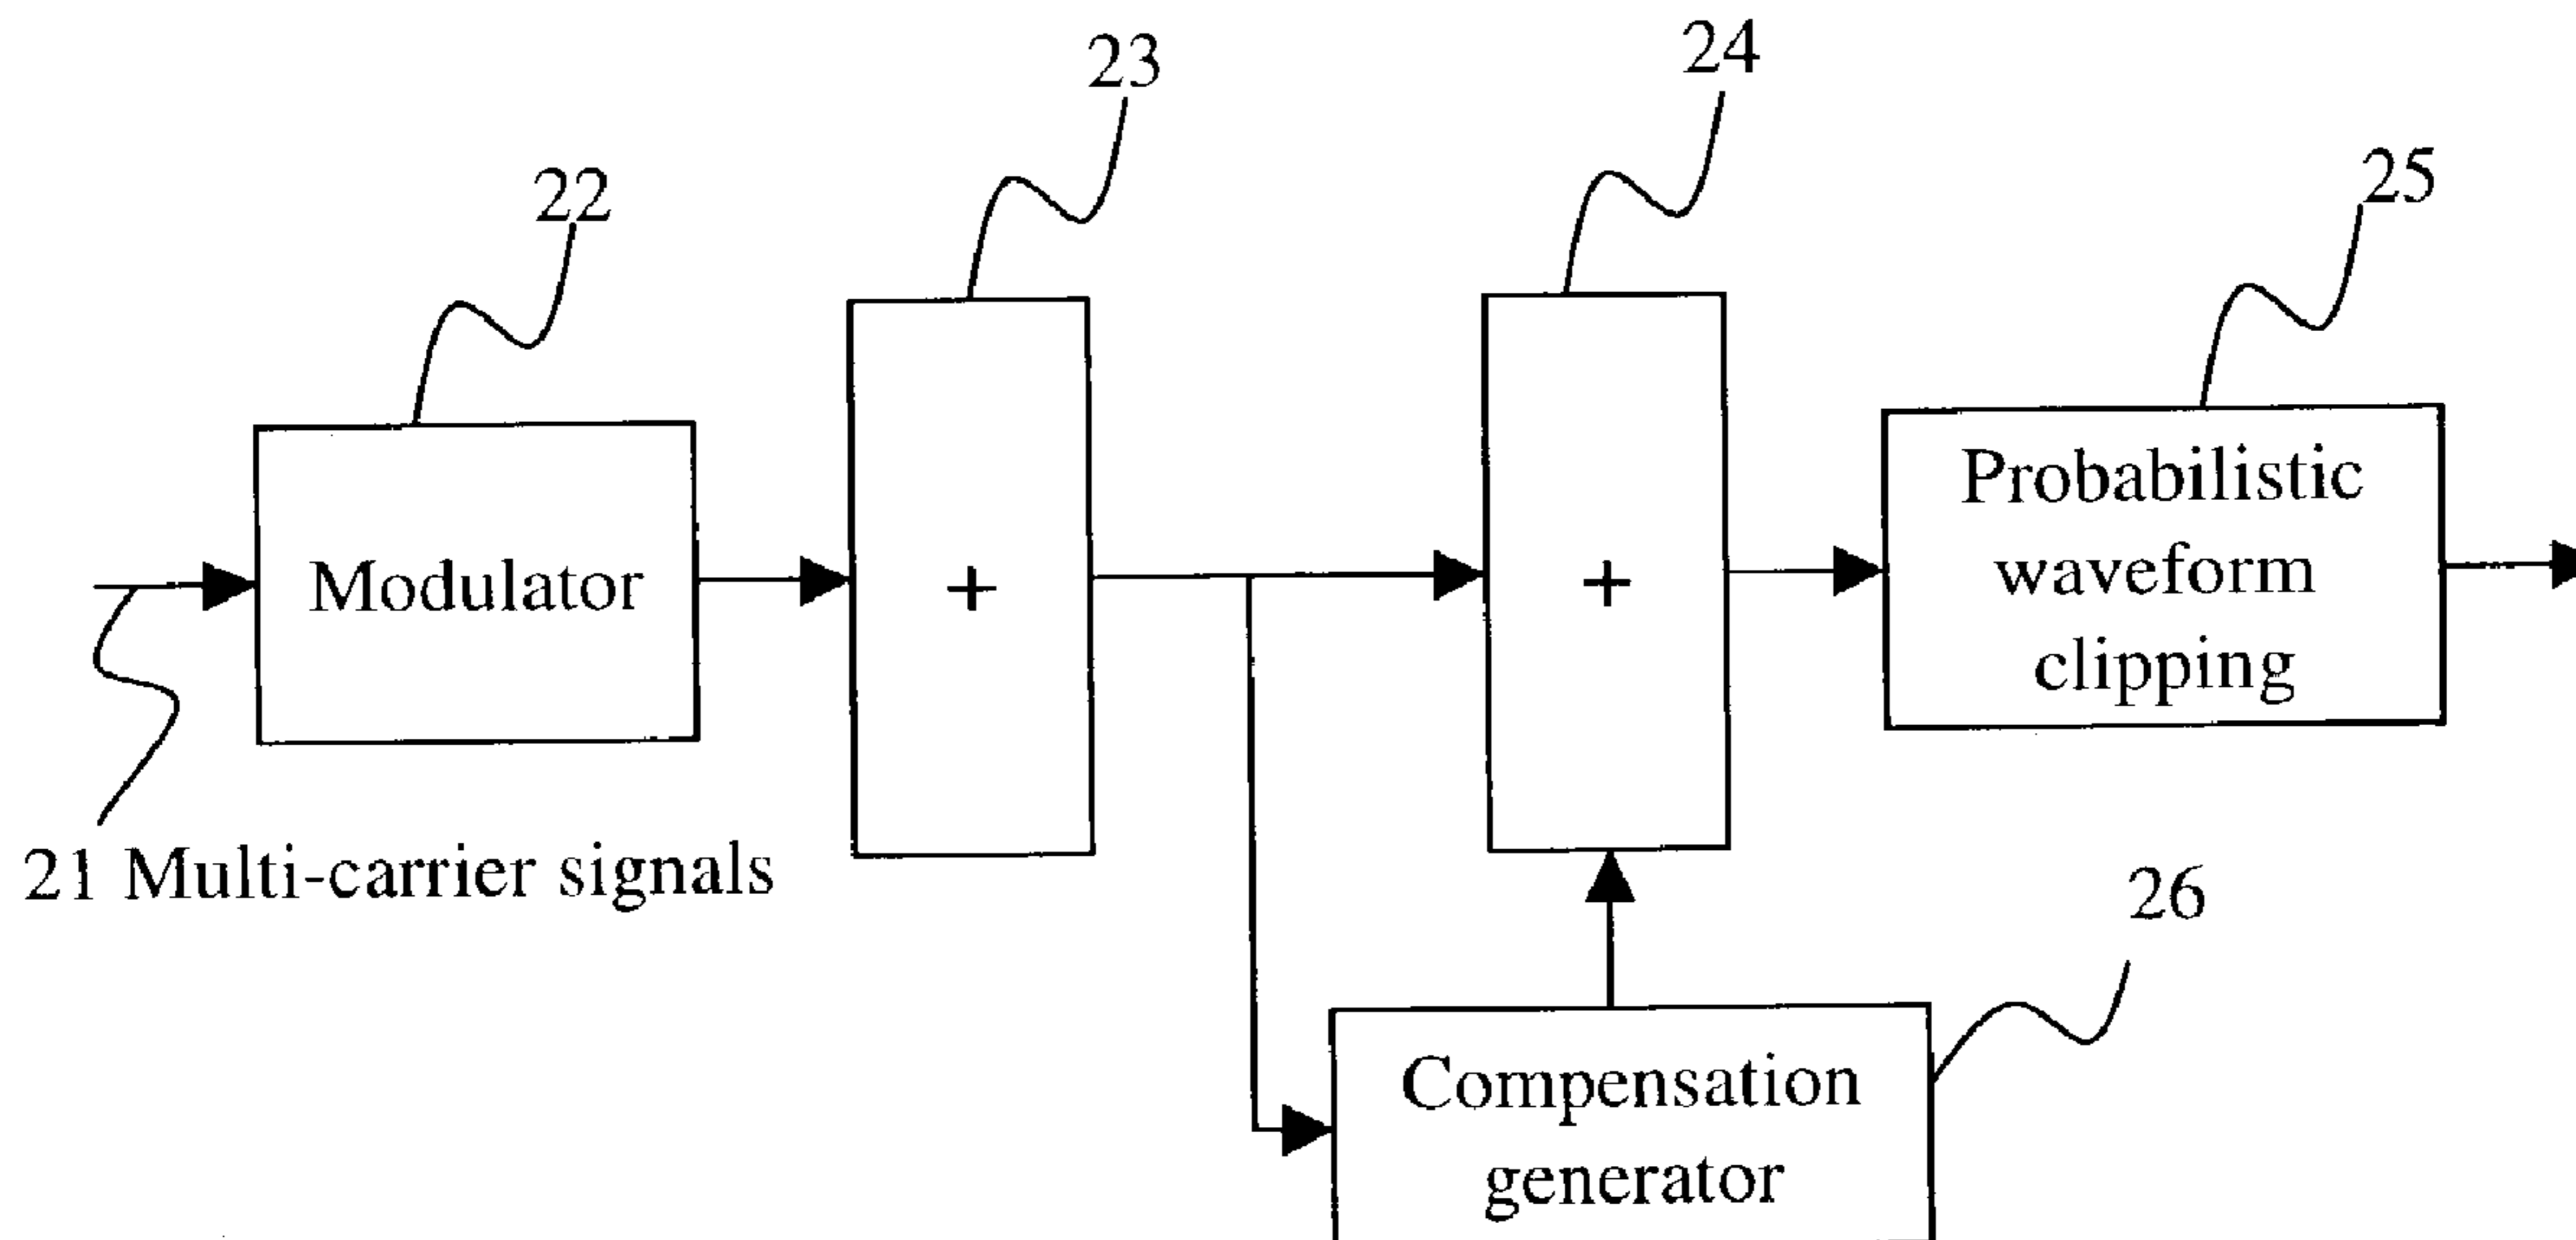 23
24
22
25
Modulator
+
+
Probabilistic
waveform
clipping
21 Multi-carrier signals
26
Compensation
generator